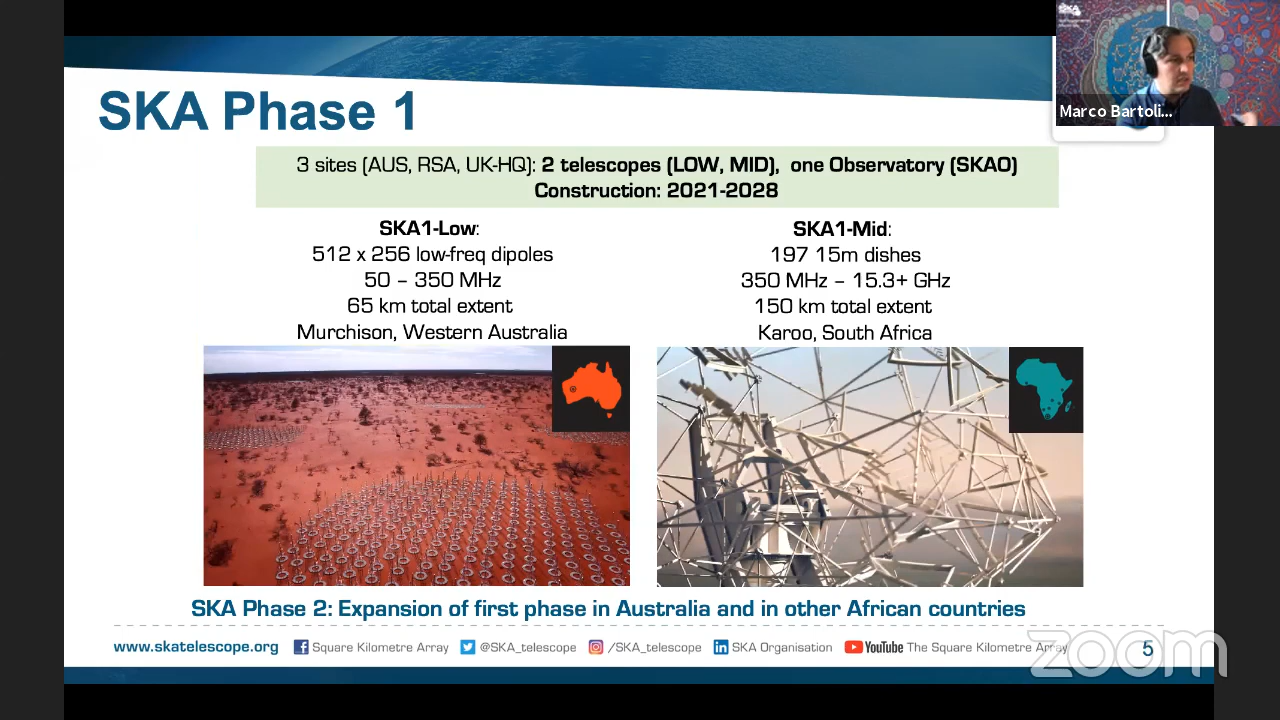 SKA Phase 1
3 sites (AUS, RSA, UK-HQ): 2 telescopes (LOW, MID), one Observatory (SKAO)
Construction: 2021-2028
SKA1-Low:
512 x 256 low-freq dipoles
50 – 350 MHz
65 km total extent
Murchison, Western Australia
SKA1-Mid:
197 15m dishes
350 MHz – 15.3+ GHz
150 km total extent
Karoo, South Africa
SKA Phase 2: Expansion of first phase in Australia and in other African countries
www.skatelescope.org Square Kilometre Array @SKA_telescope /SKA_telescope SKA Organisation YouTube The Square Kilometre Array 5
zoom
Marco Bartoli...